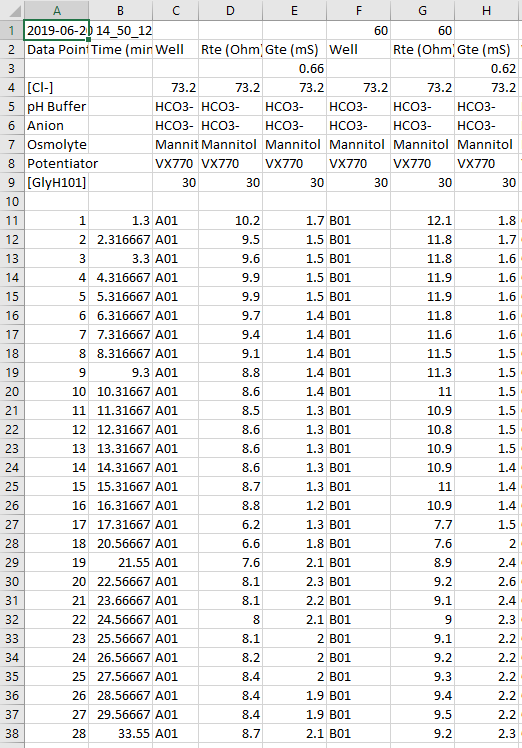 A B C D E F G H
1 2019-06-20 14_50_12 60 60
2 Data Poin Time (min Well Rte (Ohm) Gte (mS) Well Rte (Ohm) Gte (mS)
3 0.66 0.62
4 [Cl-] 73.2 73.2 73.2 73.2 73.2 73.2
5 pH Buffer HCO3- HCO3- HCO3- HCO3- HCO3- HCO3-
6 Anion HCO3- HCO3- HCO3- HCO3- HCO3- HCO3-
7 Osmolyte Mannit Mannitol Mannitol Mannitol Mannitol Mannitol
8 Potentiator VX770 VX770 VX770 VX770 VX770 VX770
9 [GlyH101] 30 30 30 30 30 30
10
11 1 1.3 A01 10.2 1.7 B01 12.1 1.8
12 2 2.316667 A01 9.5 1.5 B01 11.8 1.7
13 3 3.3 A01 9.6 1.5 B01 11.8 1.6
14 4 4.316667 A01 9.9 1.5 B01 11.9 1.6
15 5 5.316667 A01 9.9 1.5 B01 11.9 1.6
16 6 6.316667 A01 9.7 1.4 B01 11.8 1.6
17 7 7.316667 A01 9.4 1.4 B01 11.6 1.6
18 8 8.316667 A01 9.1 1.4 B01 11.5 1.5
19 9 9.3 A01 8.8 1.4 B01 11.3 1.5
20 10 10.31667 A01 8.6 1.4 B01 11 1.5
21 11 11.31667 A01 8.5 1.3 B01 10.9 1.5
22 12 12.31667 A01 8.6 1.3 B01 10.8 1.5
23 13 13.31667 A01 8.6 1.3 B01 10.9 1.5
24 14 14.31667 A01 8.6 1.3 B01 10.9 1.4
25 15 15.31667 A01 8.7 1.3 B01 11 1.4
26 16 16.31667 A01 8.8 1.2 B01 10.9 1.4
27 17 17.31667 A01 6.2 1.3 B01 7.7 1.5
28 18 20.56667 A01 6.6 1.8 B01 7.6 2
29 19 21.55 A01 7.6 2.1 B01 8.9 2.4
30 20 22.56667 A01 8.1 2.3 B01 9.2 2.6
31 21 23.66667 A01 8.1 2.2 B01 9.1 2.4
32 22 24.56667 A01 8 2.1 B01 9 2.3
33 23 25.56667 A01 8.1 2 B01 9.1 2.2
34 24 26.56667 A01 8.2 2 B01 9.2 2.2
35 25 27.56667 A01 8.4 2 B01 9.3 2.2
36 26 28.56667 A01 8.4 1.9 B01 9.4 2.2
37 27 29.56667 A01 8.4 1.9 B01 9.5 2.2
38 28 33.55 A01 8.7 2.1 B01 9.2 2.3